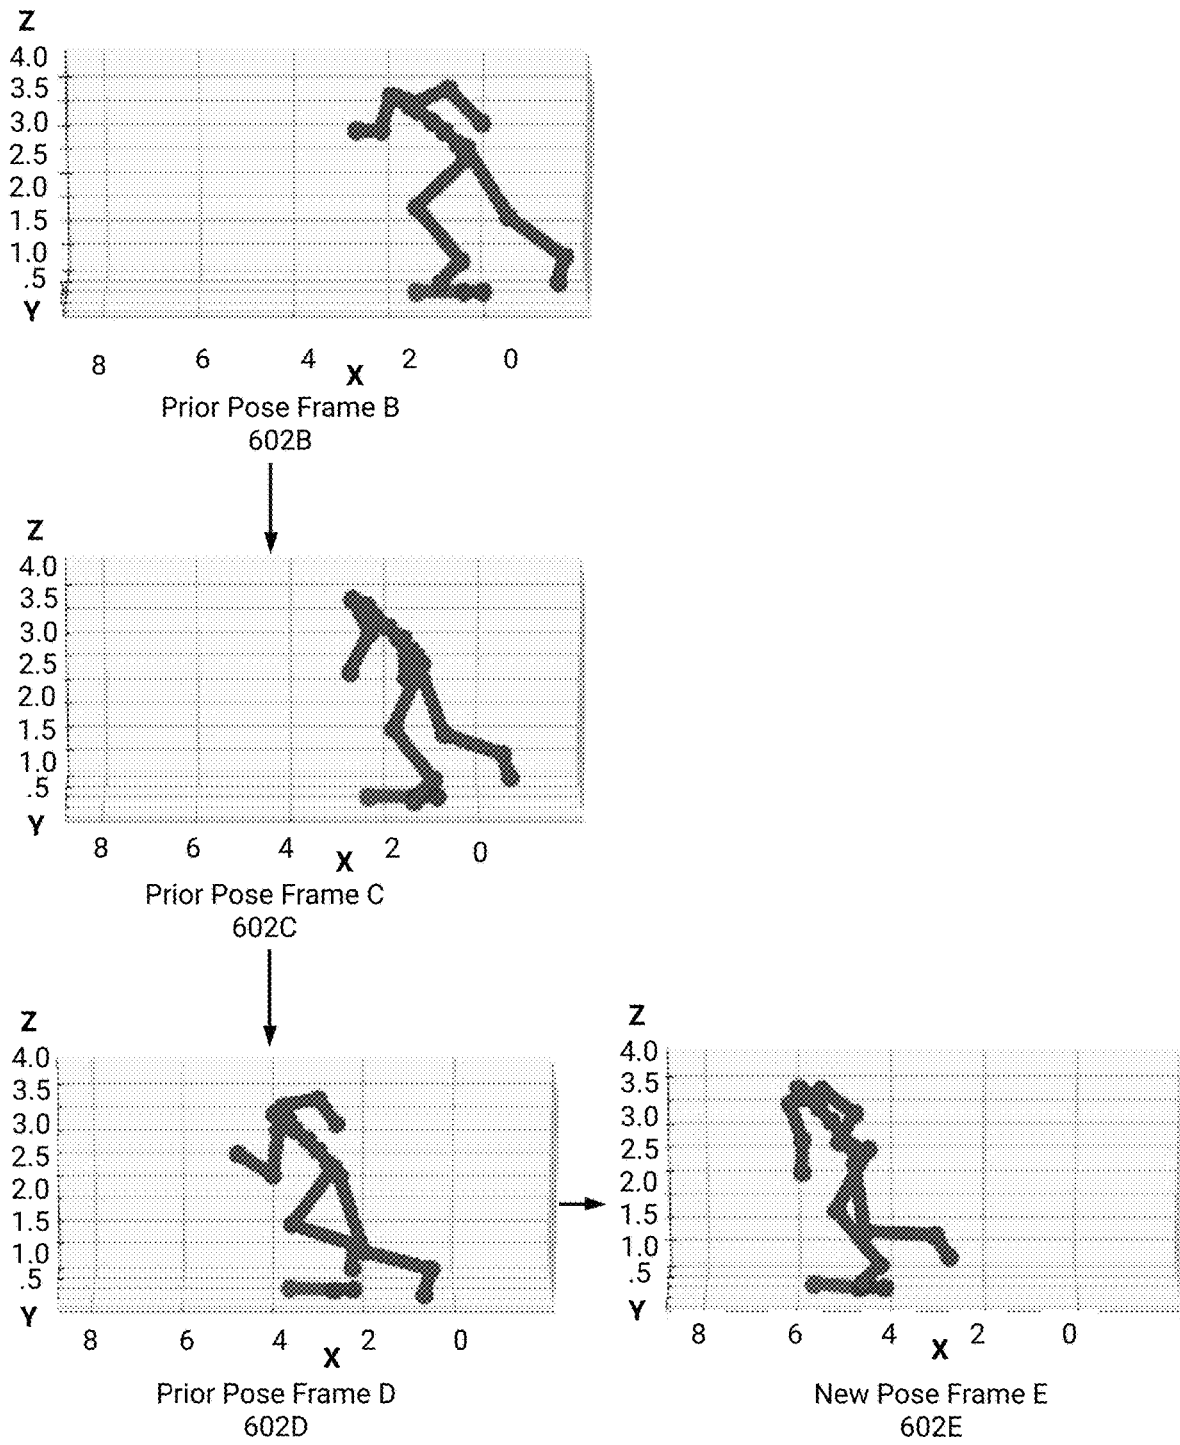 Z
4.0
3.5
3.0
2.5
2.0
1.5
1.0
.5
Y
8 6 4 2 0
X
Prior Pose Frame B
602B
Z
4.0
3.5
3.0
2.5
2.0
1.5
1.0
.5
Y
8 6 4 2 0
X
Prior Pose Frame C
602C
Z
4.0
3.5
3.0
2.5
2.0
1.5
1.0
.5
Y
8 6 4 2 0
X
Prior Pose Frame D
602D
Z
4.0
3.5
3.0
2.5
2.0
1.5
1.0
.5
Y
8 6 4 2 0
X
New Pose Frame E
602E